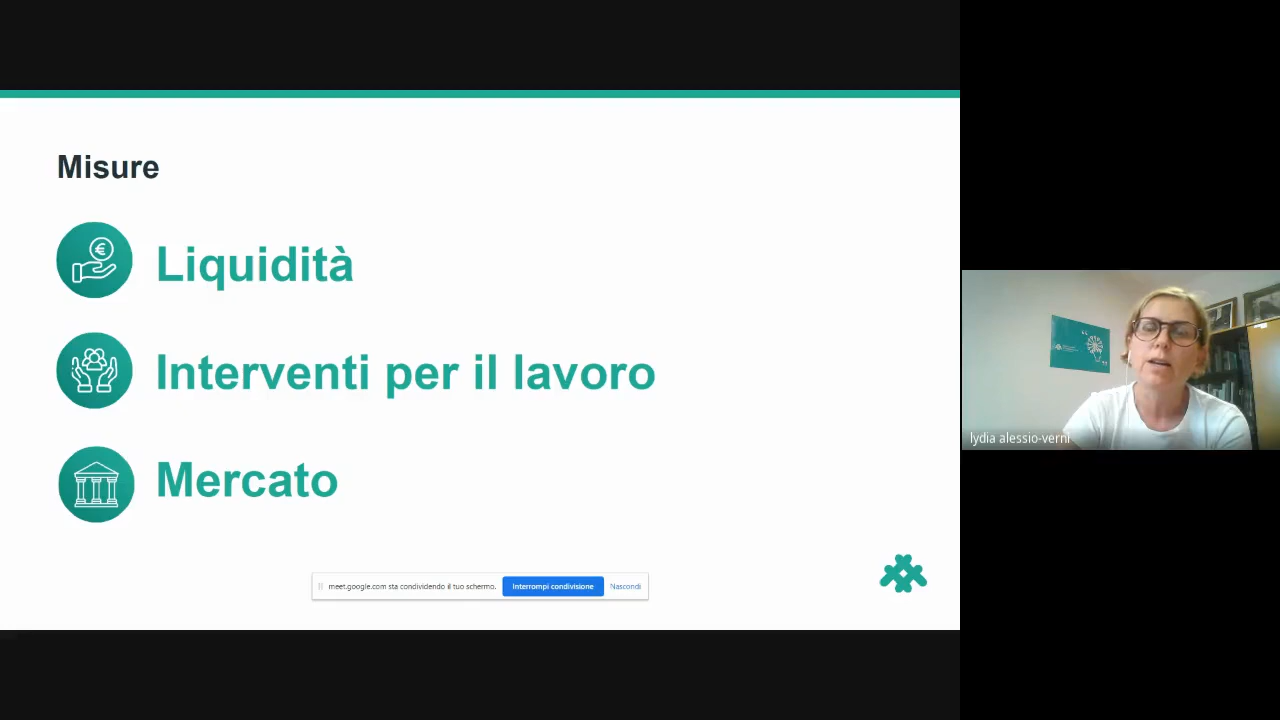 Misure
€
Liquidità
Interventi per il lavoro
Mercato
meet.google.com sta condividendo il tuo schermo.
Interrompi condivisione
Nascondi
lydia alessio-verni